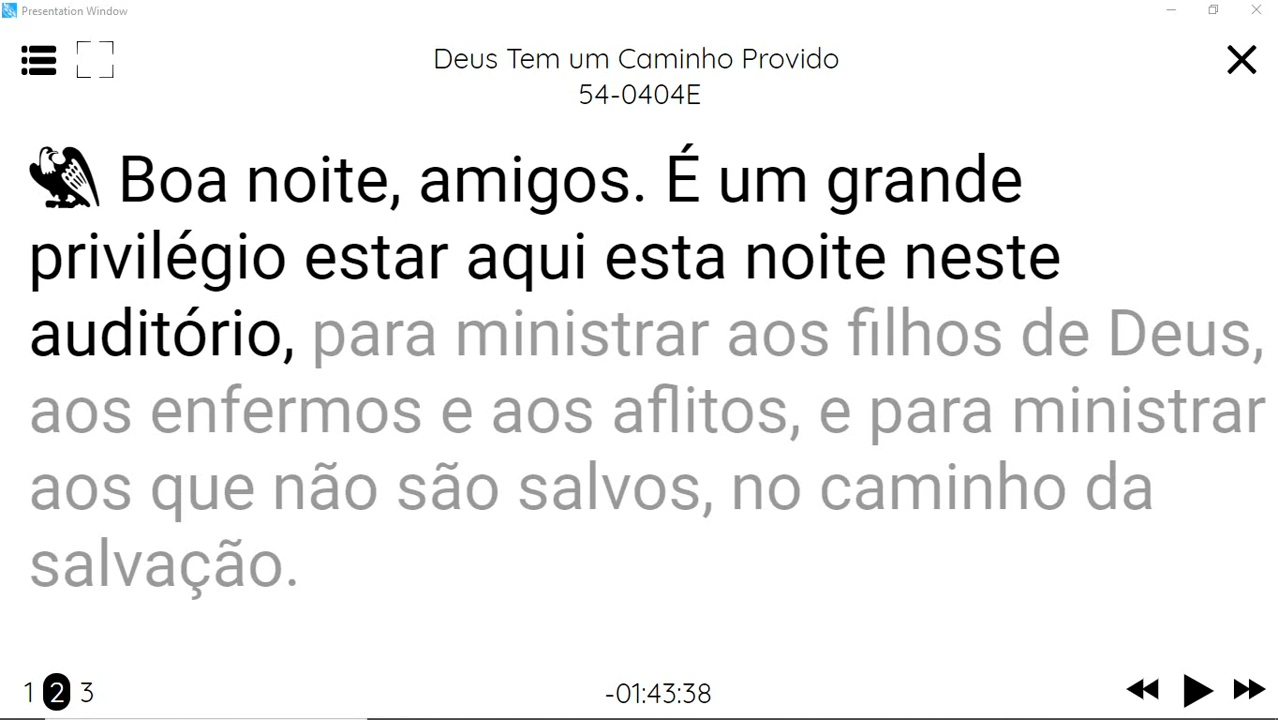 Presentation Window
Deus Tem um Caminho Provido
54-0404E
Boa noite, amigos. É um grande
privilégio estar aqui esta noite neste
auditório, para ministrar aos filhos de Deus,
aos enfermos e aos aflitos, e para ministrar
aos que não são salvos, no caminho da
salvação.
1 2 3
-01:43:38